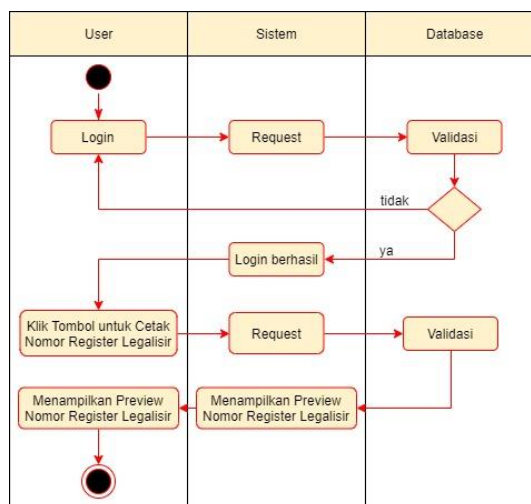 User
Sistem
Database
Login
Request
Validasi
tidak
Login berhasil
ya
Klik Tombol untuk Cetak
Nomor Register Legalisir
Request
Validasi
Menampilkan Preview
Nomor Register Legalisir
Menampilkan Preview
Nomor Register Legalisir